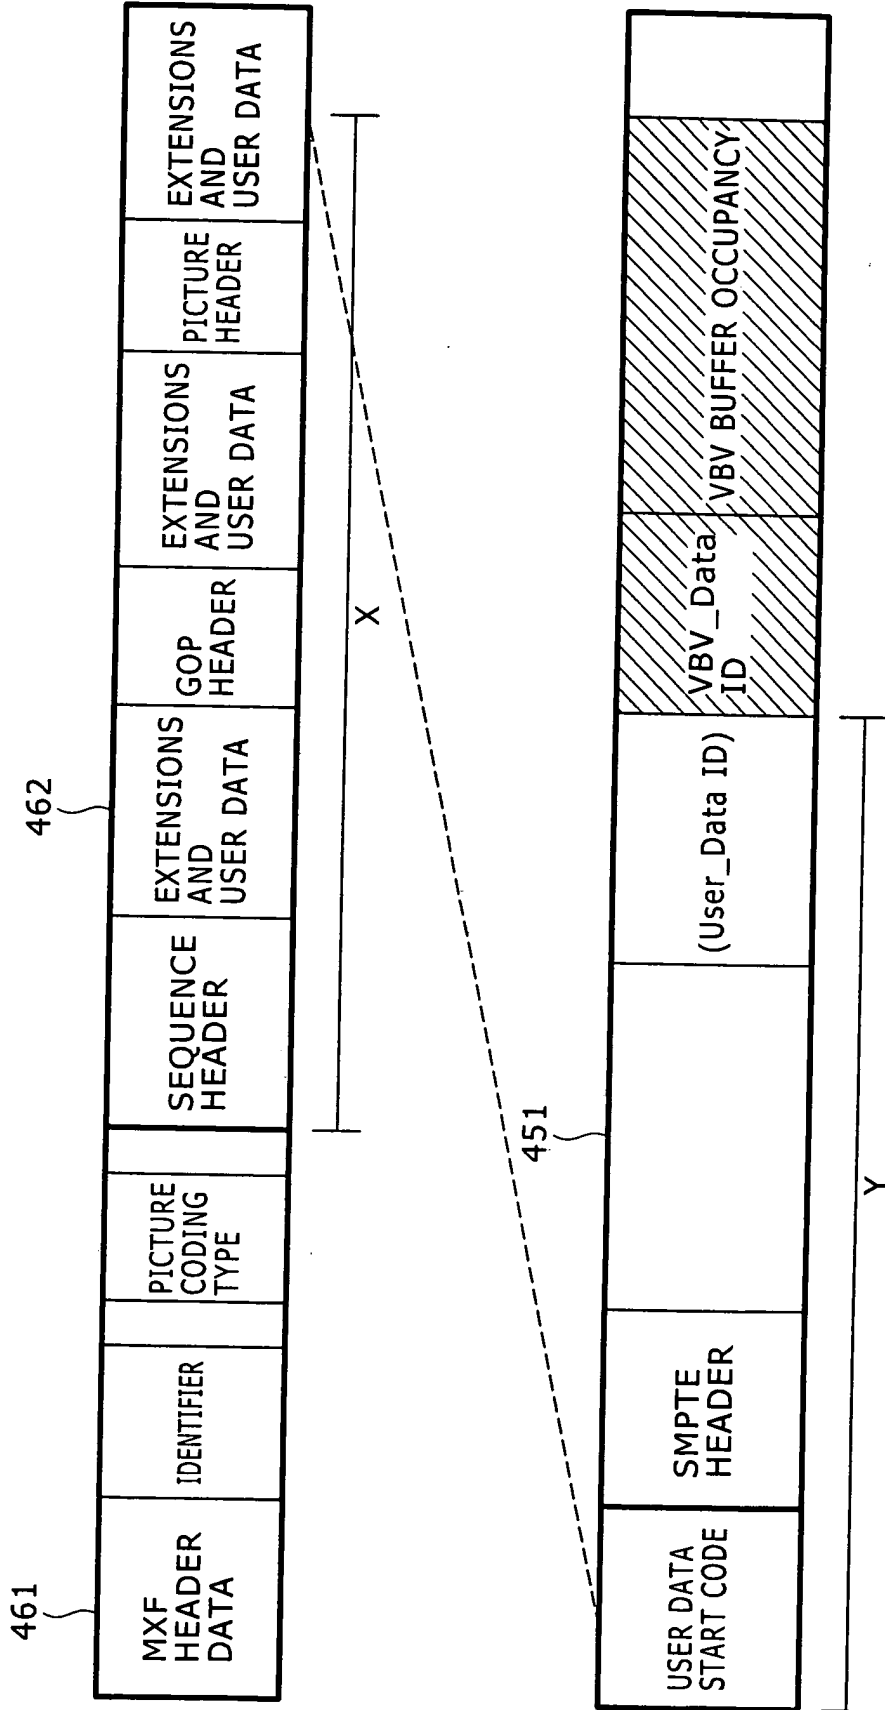 461
462
MXF
HEADER
DATA
IDENTIFIER
PICTURE
CODING
TYPE
SEQUENCE
HEADER
EXTENSIONS
AND
USER DATA
GOP
HEADER
EXTENSIONS
AND
USER DATA
PICTURE
HEADER
EXTENSIONS
AND
USER DATA
X
451
USER DATA
START CODE
SMPTE
HEADER
(User_Data ID)
VBV_Data
ID
VBV BUFFER OCCUPANCY
Y